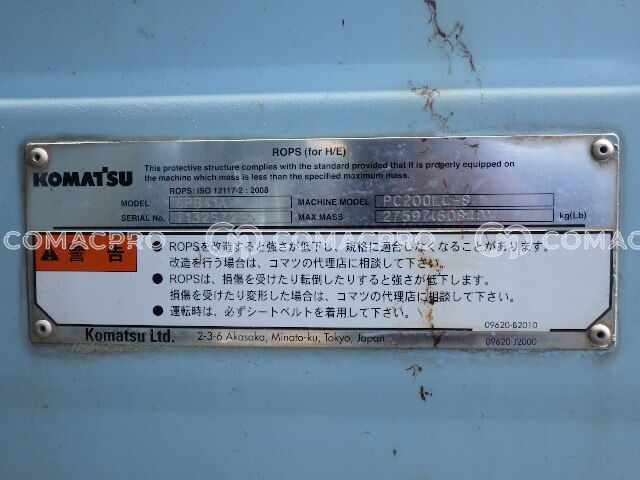 ROPS (for H/E)
This protective structure complies with the standard provided that it is properly equipped on
KOMATSU
the machine which mass is less than the specified maximum mass.
ROPS: ISO 12117-2 : 2008
MODEL MACHINE MODEL PC200LC-8
SERIAL No. MAX.MASS 27597(60840) kg(Lb)
COMACPRO COMACPRO COMACPRO
警告
● ROPSを改造すると強さが低下し、規格に適合しなくなることがあります。
改造を行う場合は、コマツの代理店に相談して下さい。
● ROPSは、損傷を受けたり転倒したりすると強さが低下します。
損傷を受けたり変形した場合は、コマツの代理店に相談して下さい。
● 運転時は、必ずシートベルトを着用して下さい。
09620-B2010
Komatsu Ltd. 2-3-6 Akasaka, Minato-ku, Tokyo, Japan 09620-J2000